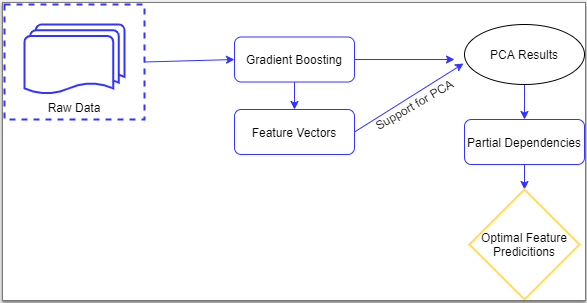 Raw Data
Gradient Boosting
Feature Vectors
Support for PCA
PCA Results
Partial Dependencies
Optimal Feature
Predicitions